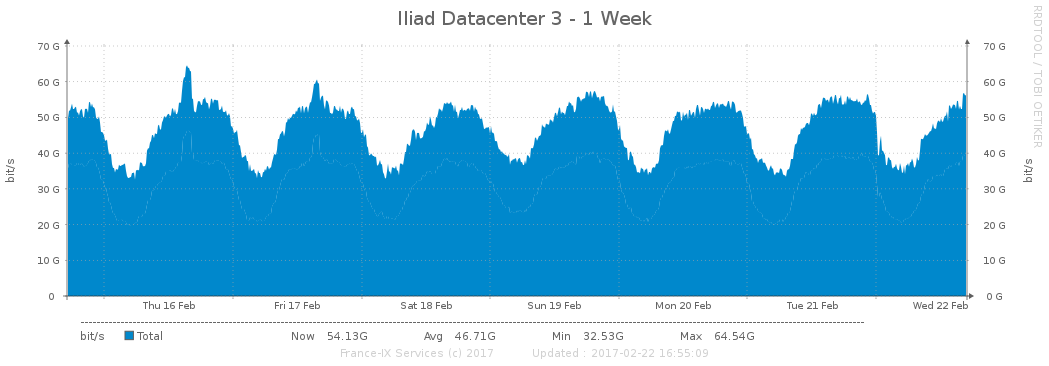 Iliad Datacenter 3 - 1 Week
RRDTOOL / TOBI OETIKER
70 G 70 G
60 G 60 G
50 G 50 G
40 G 40 G
30 G 30 G
20 G 20 G
10 G 10 G
0 0 G
bit/s bit/s
Thu 16 Feb Fri 17 Feb Sat 18 Feb Sun 19 Feb Mon 20 Feb Tue 21 Feb Wed 22 Feb
bit/s Total Now 54.13G Avg 46.71G Min 32.53G Max 64.54G
France-IX Services (c) 2017 Updated : 2017-02-22 16:55:09